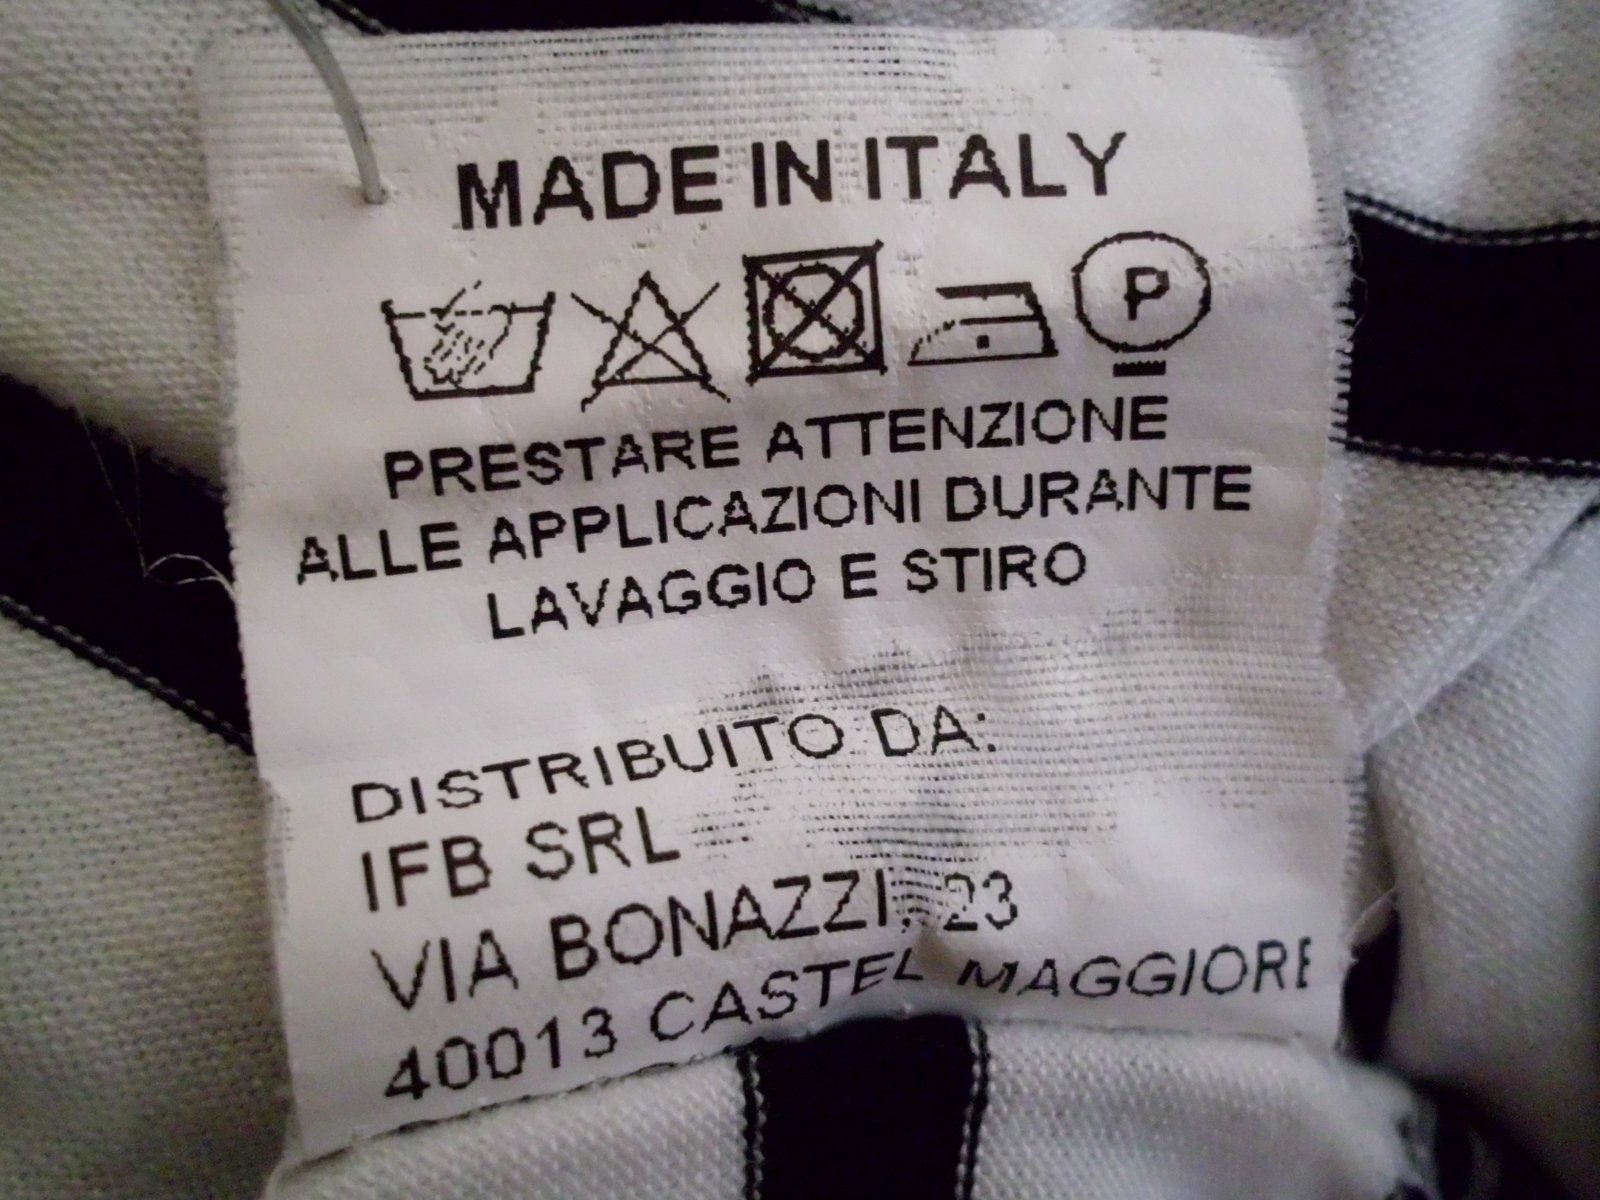 MADE IN ITALY
P
PRESTARE ATTENZIONE
ALLE APPLICAZIONI DURANTE
LAVAGGIO E STIRO
DISTRIBUITO DA:
IFB SRL
VIA BONAZZI, 23
40013 CASTEL MAGGIORE